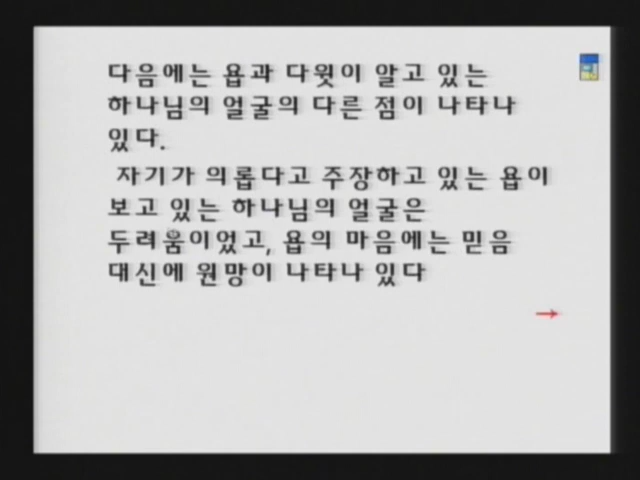 다음에는 욥과 다윗이 알고 있는
하나님의 얼굴의 다른 점이 나타나
있다.
자기가 의롭다고 주장하고 있는 욥이
보고 있는 하나님의 얼굴은
두려움이었고, 욥의 마음에는 믿음
대신에 원망이 나타나 있다